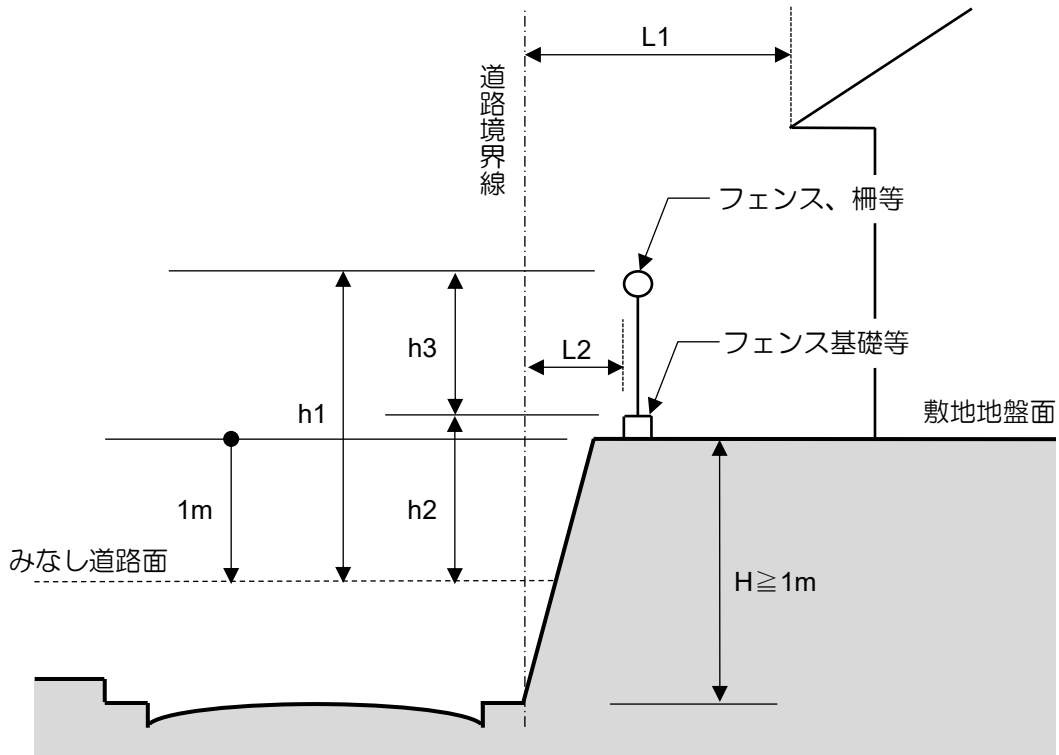 L1
道路境界線
フェンス、柵等
h3
L2
フェンス基礎等
h1
敷地地盤面
1m
h2
みなし道路面
H≧1m